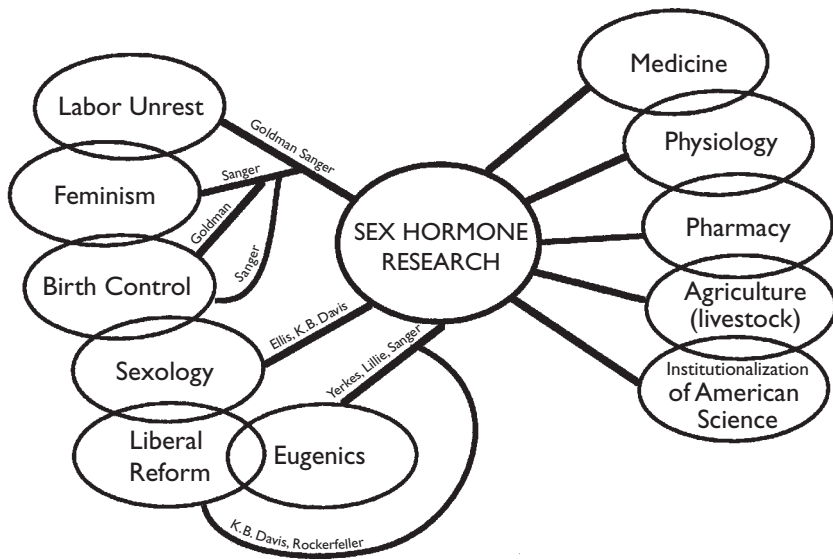 Labor Unrest
Feminism
Birth Control
Sexology
Liberal
Reform
Eugenics
Goldman Sanger
Sanger
Goldman
Sanger
Ellis, K.B. Davis
Yerkes, Lillie, Sanger
K.B. Davis, Rockerfeller
SEX HORMONE
RESEARCH
Medicine
Physiology
Pharmacy
Agriculture
(livestock)
Institutionalization
of American
Science